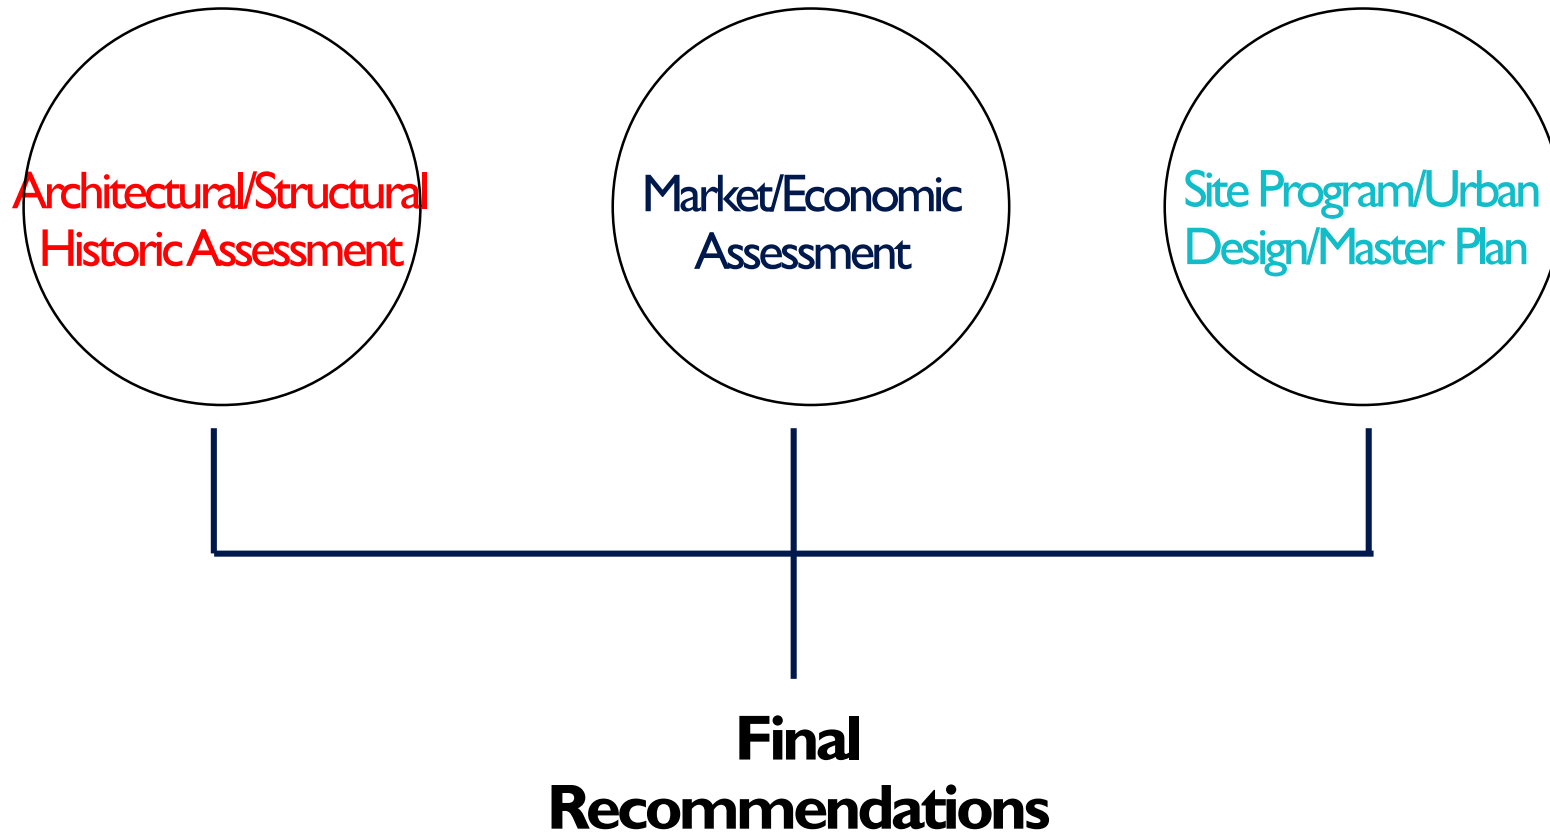 Architectural/Structural
Historic Assessment
Market/Economic
Assessment
Site Program/Urban
Design/Master Plan
Final
Recommendations